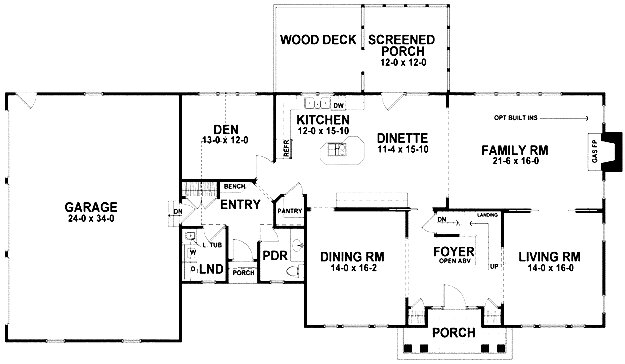 WOOD DECK
SCREENED
PORCH
12-0 x 12-0
DW
KITCHEN
12-0 x 15-10
REFR
DEN
13-0 x 12-0
DINETTE
11-4 x 15-10
OPT BUILT INS
FAMILY RM
21-6 x 16-0
GAS FP
GARAGE
24-0 x 34-0
DN
BENCH
ENTRY
PANTRY
L. TUB
W
D
LND
PORCH
PDR
DINING RM
14-0 x 16-2
DN
LANDING
FOYER
OPEN ABV
UP
LIVING RM
14-0 x 16-0
PORCH